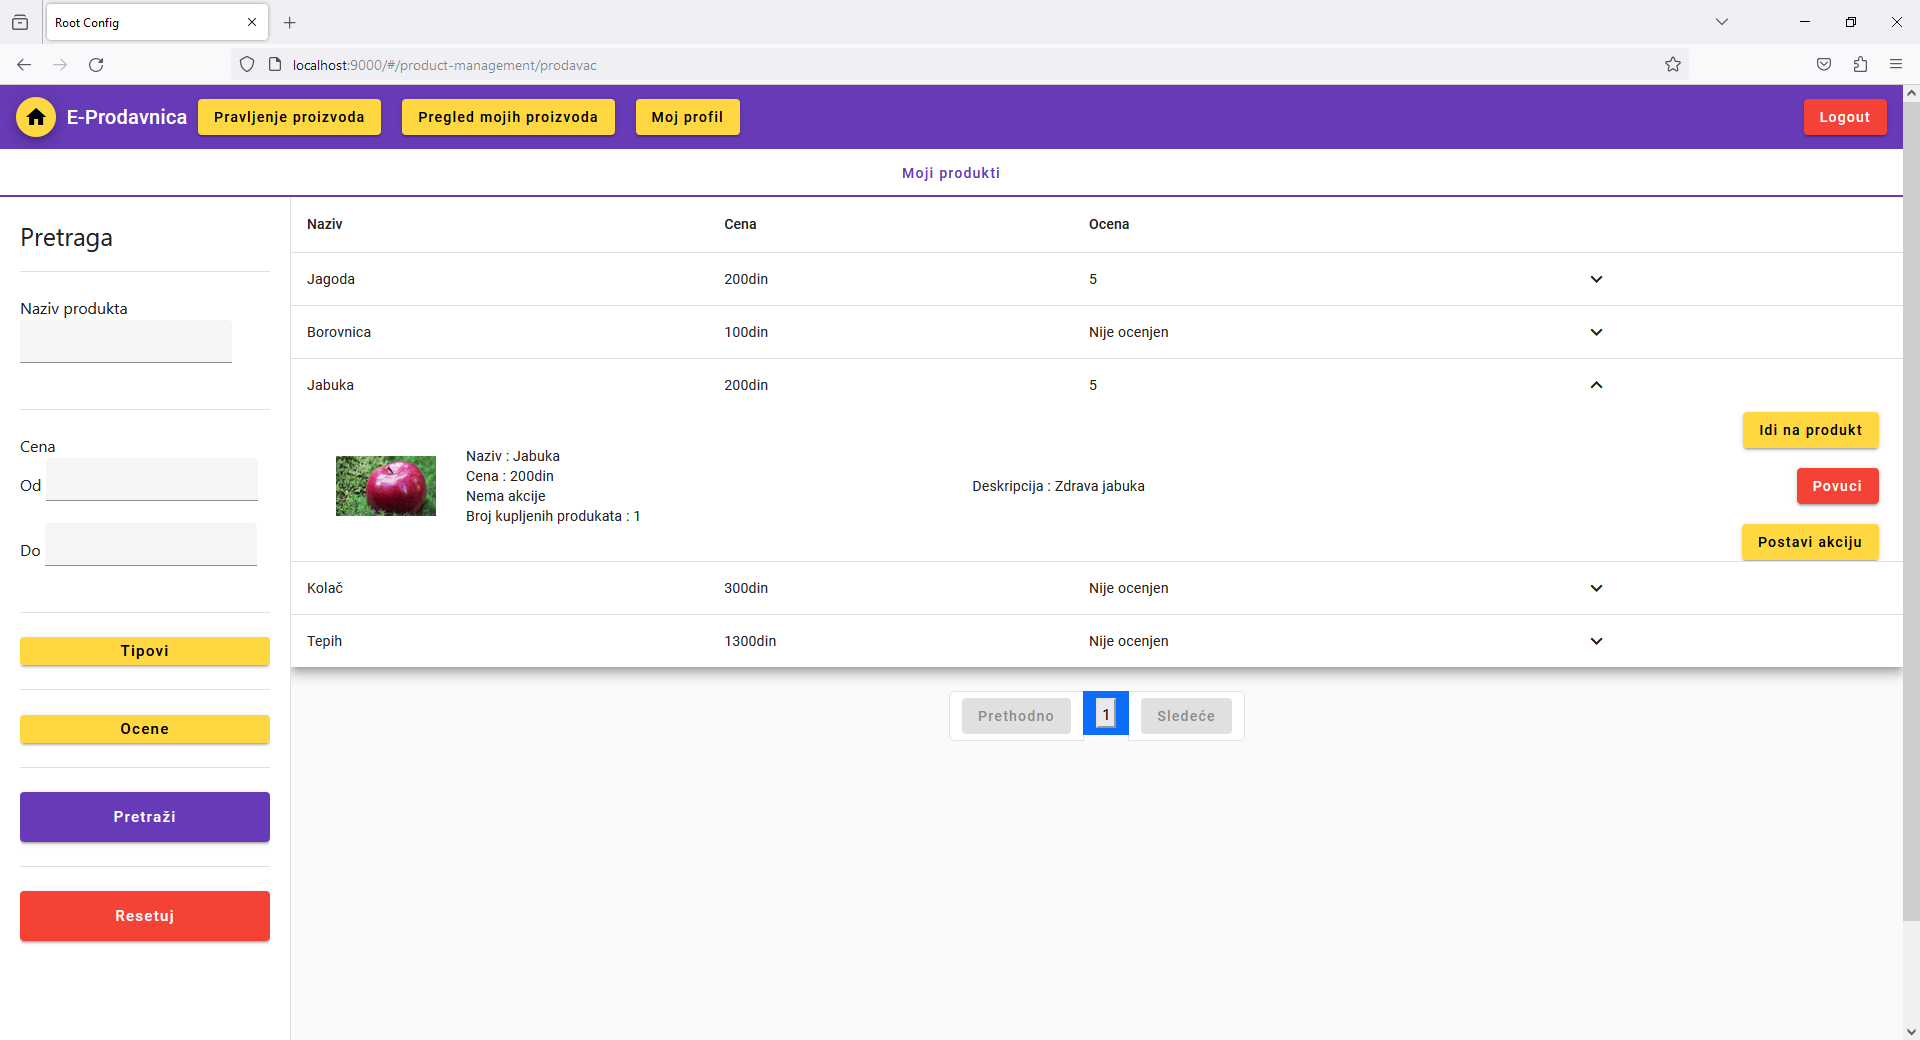 Root Config
localhost:9000/#/product-management/prodavac
E-Prodavnica
Pravljenje proizvoda
Pregled mojih proizvoda
Moj profil
Logout
Moji produkti
Pretraga
Naziv produkta
Cena
Od
Do
Tipovi
Ocene
Pretraži
Resetuj
Naziv Cena Ocena
Jagoda 200din 5
Borovnica 100din Nije ocenjen
Jabuka 200din 5
Naziv : Jabuka
Cena : 200din
Nema akcije
Broj kupljenih produkata : 1
Deskripcija : Zdrava jabuka
Idi na produkt
Povuci
Postavi akciju
Kolač 300din Nije ocenjen
Tepih 1300din Nije ocenjen
Prethodno 1 Sledeće